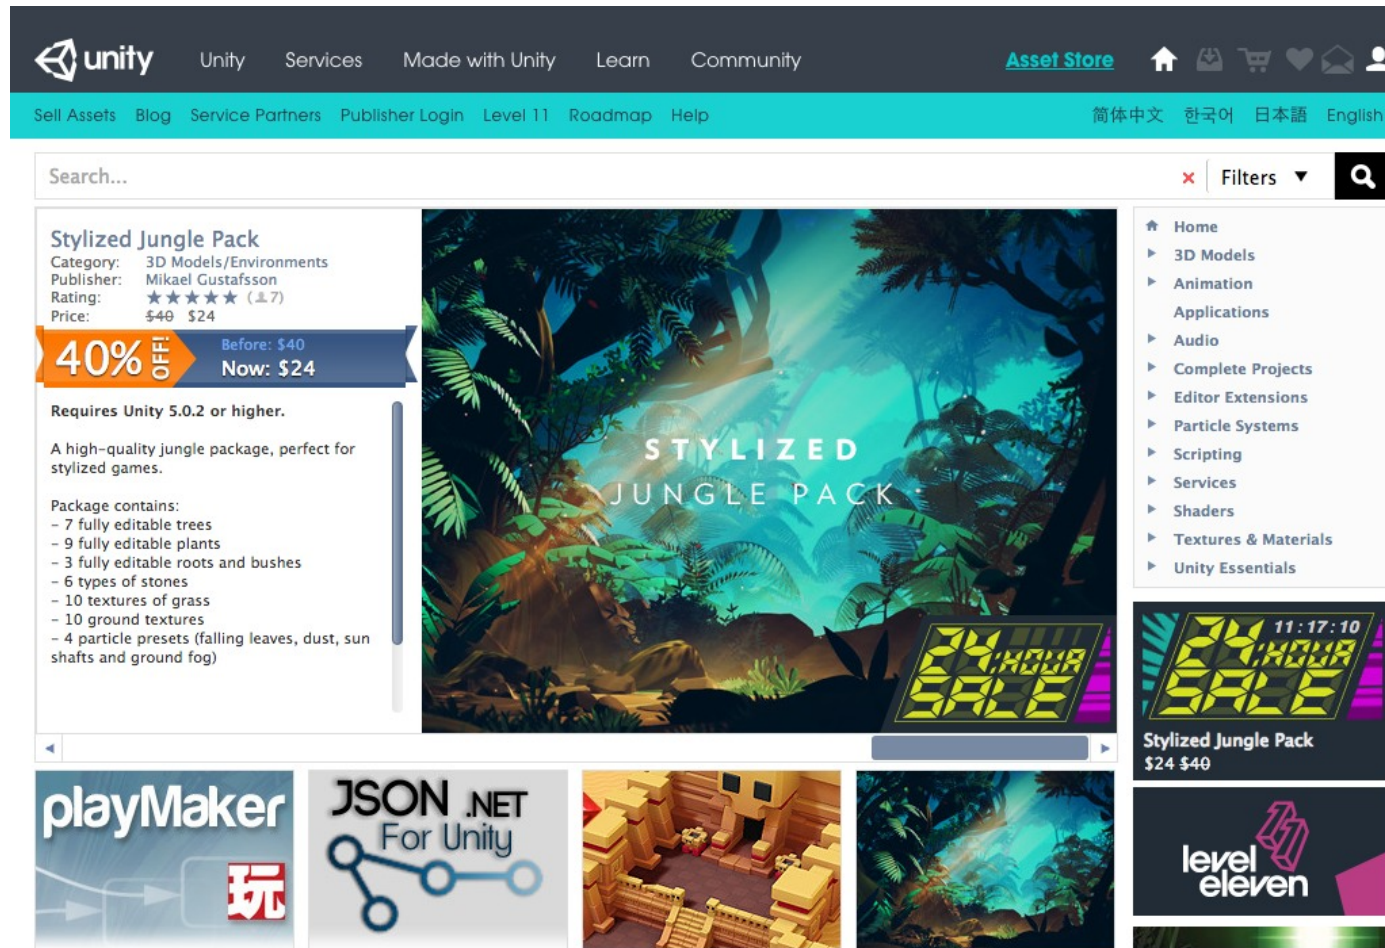 unity
Unity Services Made with Unity Learn Community Asset Store
Sell Assets Blog Service Partners Publisher Login Level 11 Roadmap Help 简体中文 한국어 日本語 English
Search... × Filters ▼
Stylized Jungle Pack
Category: 3D Models/Environments
Publisher: Mikael Gustafsson
Rating: ★★★★★ (7)
Price: $40 $24
40% OFF! Before: $40
Now: $24
Requires Unity 5.0.2 or higher.
A high-quality jungle package, perfect for
stylized games.
Package contains:
- 7 fully editable trees
- 9 fully editable plants
- 3 fully editable roots and bushes
- 6 types of stones
- 10 textures of grass
- 10 ground textures
- 4 particle presets (falling leaves, dust, sun
shafts and ground fog)
STYLIZED
JUNGLE PACK
24:HOUR
SALE
Home
3D Models
Animation
Applications
Audio
Complete Projects
Editor Extensions
Particle Systems
Scripting
Services
Shaders
Textures & Materials
Unity Essentials
11:17:10
24:HOUR
SALE
Stylized Jungle Pack
$24 $40
playMaker
玩
JSON .NET
For Unity
11
level
eleven